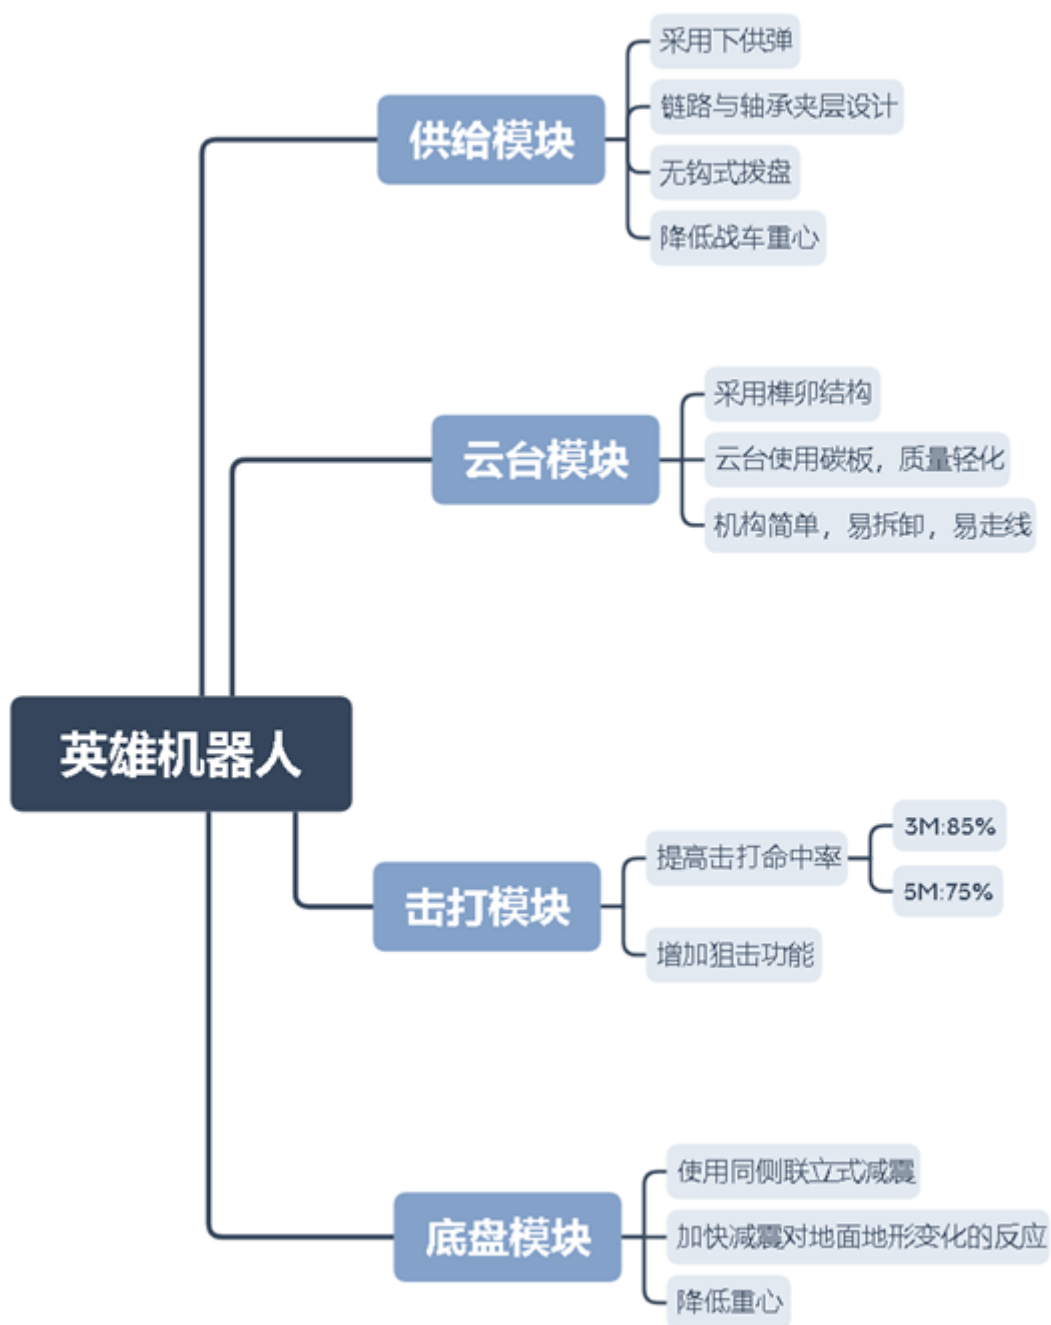 英雄机器人
供给模块
采用下供弹
链路与轴承夹层设计
无钩式拨盘
降低战车重心
云台模块
采用榫卯结构
云台使用碳板，质量轻化
机构简单，易拆卸，易走线
击打模块
提高击打命中率
3M:85%
5M:75%
增加狙击功能
底盘模块
使用同侧联立式减震
加快减震对地面地形变化的反应
降低重心